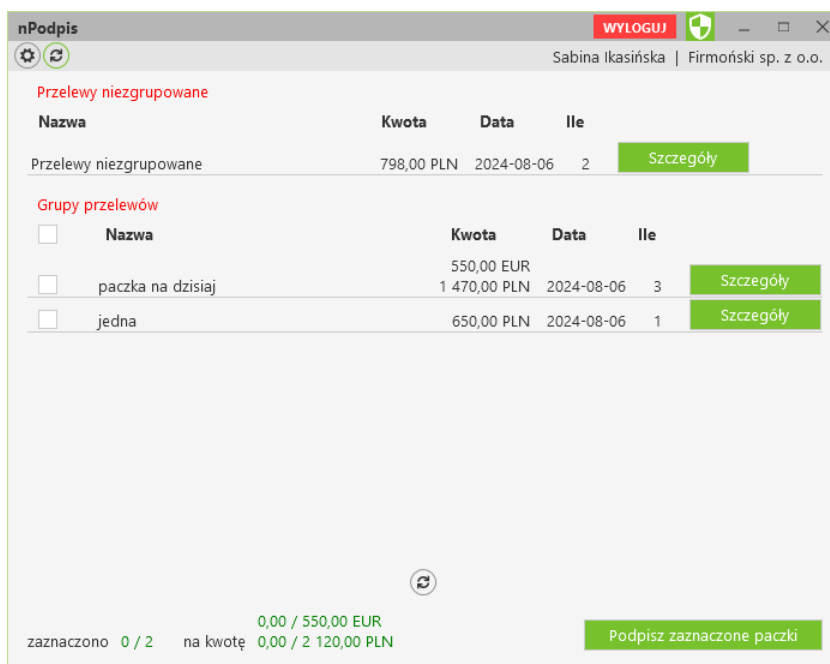 nPodpis WYLOGUJ
Sabina Ikasińska | Firmoński sp. z o.o.
Przelewy niezgrupowane
Nazwa Kwota Data Ile
Przelewy niezgrupowane 798,00 PLN 2024-08-06 2 Szczegóły
Grupy przelewów
Nazwa Kwota Data Ile
550,00 EUR
paczka na dzisiaj 1 470,00 PLN 2024-08-06 3 Szczegóły
jedna 650,00 PLN 2024-08-06 1 Szczegóły
0,00 / 550,00 EUR
zaznaczono 0 / 2 na kwotę 0,00 / 2 120,00 PLN Podpisz zaznaczone paczki